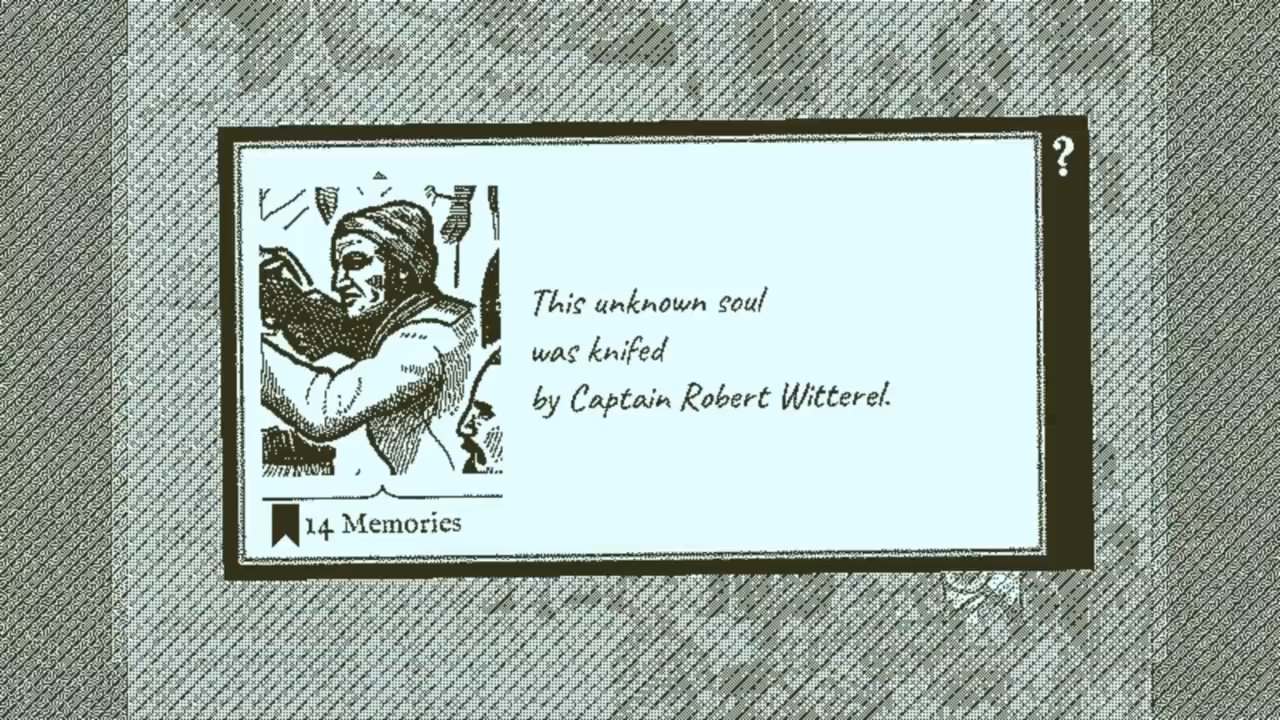 ?
This unknown soul
was knifed
by Captain Robert Witterel.
14 Memories